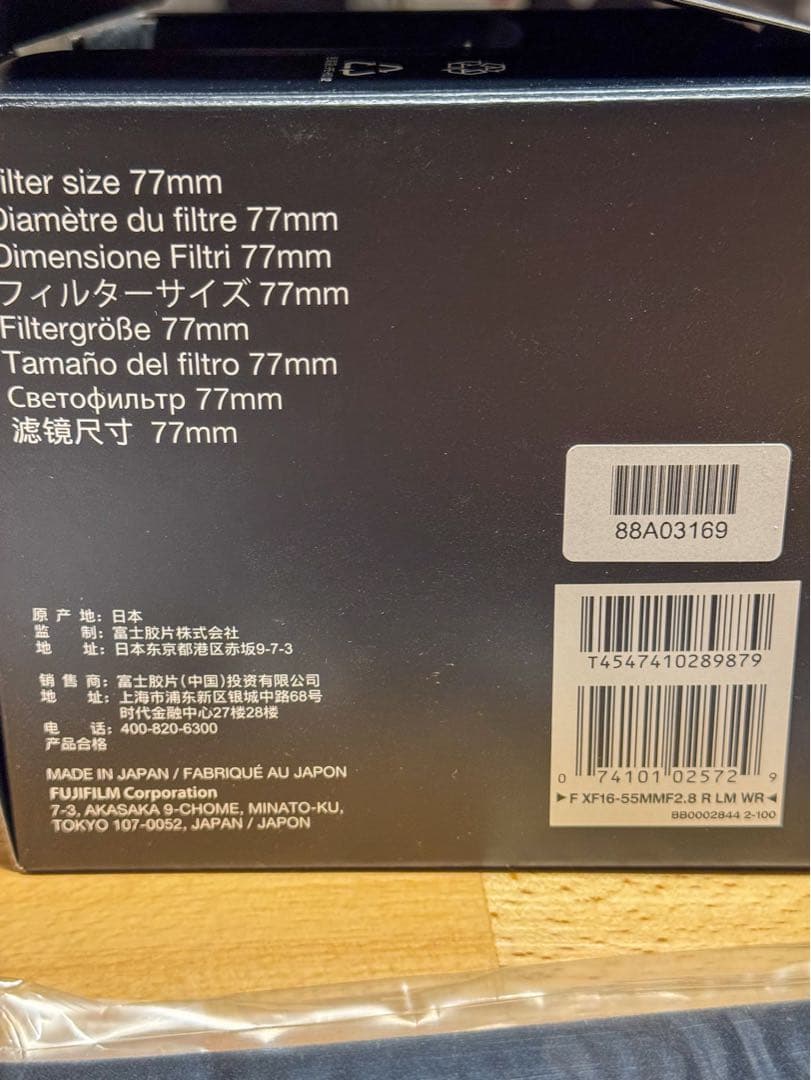 ilter size 77mm
Diamètre du filtre 77mm
Dimensione Filtri 77mm
フィルターサイズ 77mm
Filtergröße 77mm
Tamaño del filtro 77mm
Светофильтр 77mm
滤镜尺寸 77mm
88A03169
T4547410289879
0 74101 02572 9
▶F XF16-55MMF2.8 R LM WR◀
BB0002844 2-100
原产地: 日本
监 制: 富士胶片株式会社
地 址: 日本东京都港区赤坂9-7-3
销售商: 富士胶片(中国)投资有限公司
地 址: 上海市浦东新区银城中路68号
时代金融中心27楼28楼
电 话: 400-820-6300
产品合格
MADE IN JAPAN / FABRIQUÉ AU JAPON
FUJIFILM Corporation
7-3, AKASAKA 9-CHOME, MINATO-KU,
TOKYO 107-0052, JAPAN / JAPON